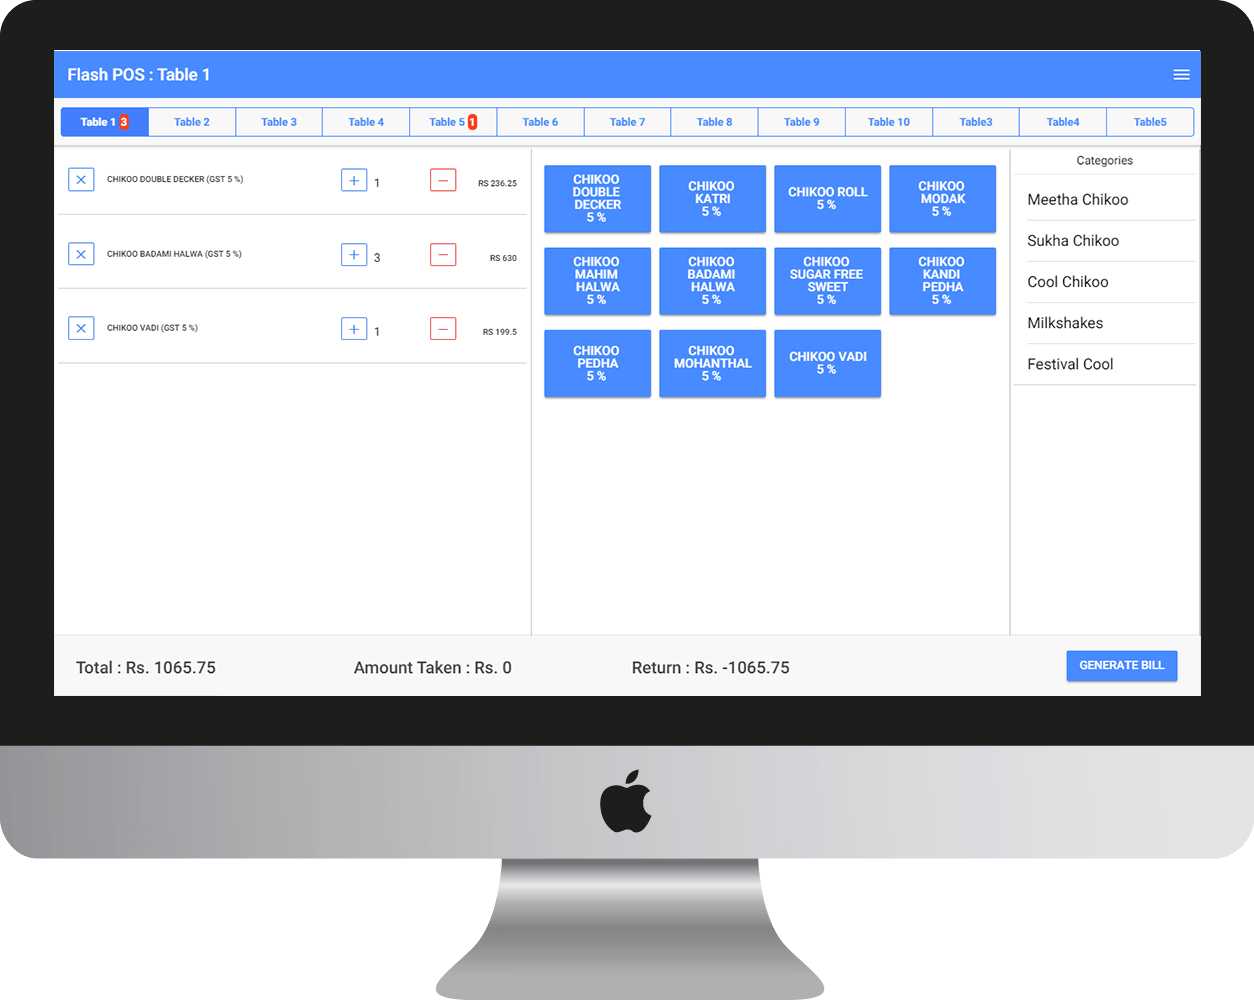 Flash POS : Table 1
Table 1 3
Table 2
Table 3
Table 4
Table 5 1
Table 6
Table 7
Table 8
Table 9
Table 10
Table3
Table4
Table5
CHIKOO DOUBLE DECKER (GST 5 %)
1
RS 236.25
CHIKOO BADAMI HALWA (GST 5 %)
3
RS 630
CHIKOO VADI (GST 5 %)
1
RS 199.5
CHIKOO
DOUBLE
DECKER
5 %
CHIKOO
KATRI
5 %
CHIKOO ROLL
5 %
CHIKOO
MODAK
5 %
CHIKOO
MAHIM
HALWA
5 %
CHIKOO
BADAMI
HALWA
5 %
CHIKOO
SUGAR FREE
SWEET
5 %
CHIKOO
KANDI
PEDHA
5 %
CHIKOO
PEDHA
5 %
CHIKOO
MOHANTHAL
5 %
CHIKOO VADI
5 %
Categories
Meetha Chikoo
Sukha Chikoo
Cool Chikoo
Milkshakes
Festival Cool
Total : Rs. 1065.75
Amount Taken : Rs. 0
Return : Rs. -1065.75
GENERATE BILL